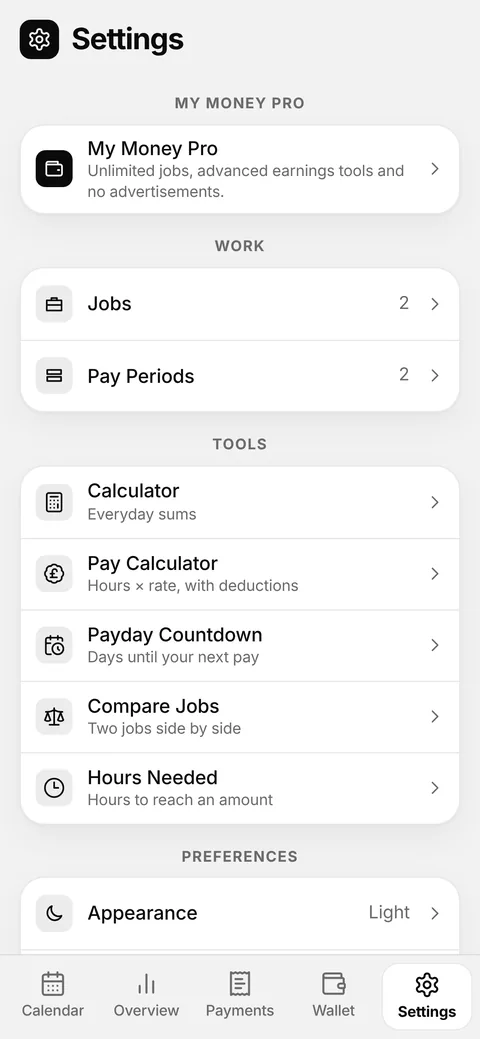 Settings
MY MONEY PRO
My Money Pro
Unlimited jobs, advanced earnings tools and
no advertisements.
WORK
Jobs 2
Pay Periods 2
TOOLS
Calculator
Everyday sums
Pay Calculator
Hours × rate, with deductions
Payday Countdown
Days until your next pay
Compare Jobs
Two jobs side by side
Hours Needed
Hours to reach an amount
PREFERENCES
Appearance Light
Calendar Overview Payments Wallet Settings